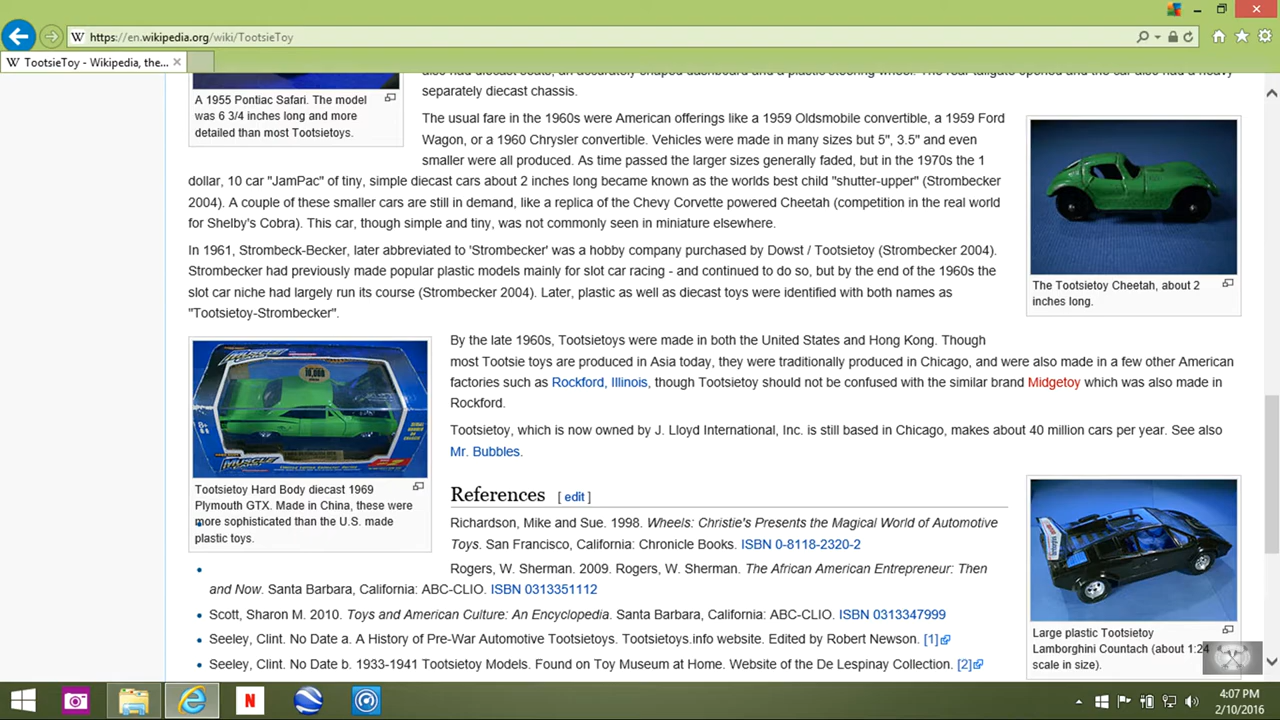 https://en.wikipedia.org/wiki/TootsieToy
W TootsieToy - Wikipedia, the...
separately diecast chassis.
A 1955 Pontiac Safari. The model
was 6 3/4 inches long and more
detailed than most Tootsietoys.
The usual fare in the 1960s were American offerings like a 1959 Oldsmobile convertible, a 1959 Ford
Wagon, or a 1960 Chrysler convertible. Vehicles were made in many sizes but 5", 3.5" and even
smaller were all produced. As time passed the larger sizes generally faded, but in the 1970s the 1
dollar, 10 car "JamPac" of tiny, simple diecast cars about 2 inches long became known as the worlds best child "shutter-upper" (Strombecker
2004). A couple of these smaller cars are still in demand, like a replica of the Chevy Corvette powered Cheetah (competition in the real world
for Shelby's Cobra). This car, though simple and tiny, was not commonly seen in miniature elsewhere.
The Tootsietoy Cheetah, about 2
inches long.
In 1961, Strombeck-Becker, later abbreviated to 'Strombecker' was a hobby company purchased by Dowst / Tootsietoy (Strombecker 2004).
Strombecker had previously made popular plastic models mainly for slot car racing - and continued to do so, but by the end of the 1960s the
slot car niche had largely run its course (Strombecker 2004). Later, plastic as well as diecast toys were identified with both names as
"Tootsietoy-Strombecker".
By the late 1960s, Tootsietoys were made in both the United States and Hong Kong. Though
most Tootsie toys are produced in Asia today, they were traditionally produced in Chicago, and were also made in a few other American
factories such as Rockford, Illinois, though Tootsietoy should not be confused with the similar brand Midgetoy which was also made in
Rockford.
Tootsietoy, which is now owned by J. Lloyd International, Inc. is still based in Chicago, makes about 40 million cars per year. See also
Mr. Bubbles.
MUSCLE
10,000
8+
Tootsietoy Hard Body diecast 1969
Plymouth GTX. Made in China, these were
more sophisticated than the U.S. made
plastic toys.
References [ edit ]
Richardson, Mike and Sue. 1998. Wheels: Christie's Presents the Magical World of Automotive
Toys. San Francisco, California: Chronicle Books. ISBN 0-8118-2320-2
Rogers, W. Sherman. 2009. Rogers, W. Sherman. The African American Entrepreneur: Then
and Now. Santa Barbara, California: ABC-CLIO. ISBN 0313351112
Scott, Sharon M. 2010. Toys and American Culture: An Encyclopedia. Santa Barbara, California: ABC-CLIO. ISBN 0313347999
Seeley, Clint. No Date a. A History of Pre-War Automotive Tootsietoys. Tootsietoys.info website. Edited by Robert Newson. [1]
Seeley, Clint. No Date b. 1933-1941 Tootsietoy Models. Found on Toy Museum at Home. Website of the De Lespinay Collection. [2]
Large plastic Tootsietoy
Lamborghini Countach (about 1:24
scale in size).
N
4:07 PM
2/10/2016